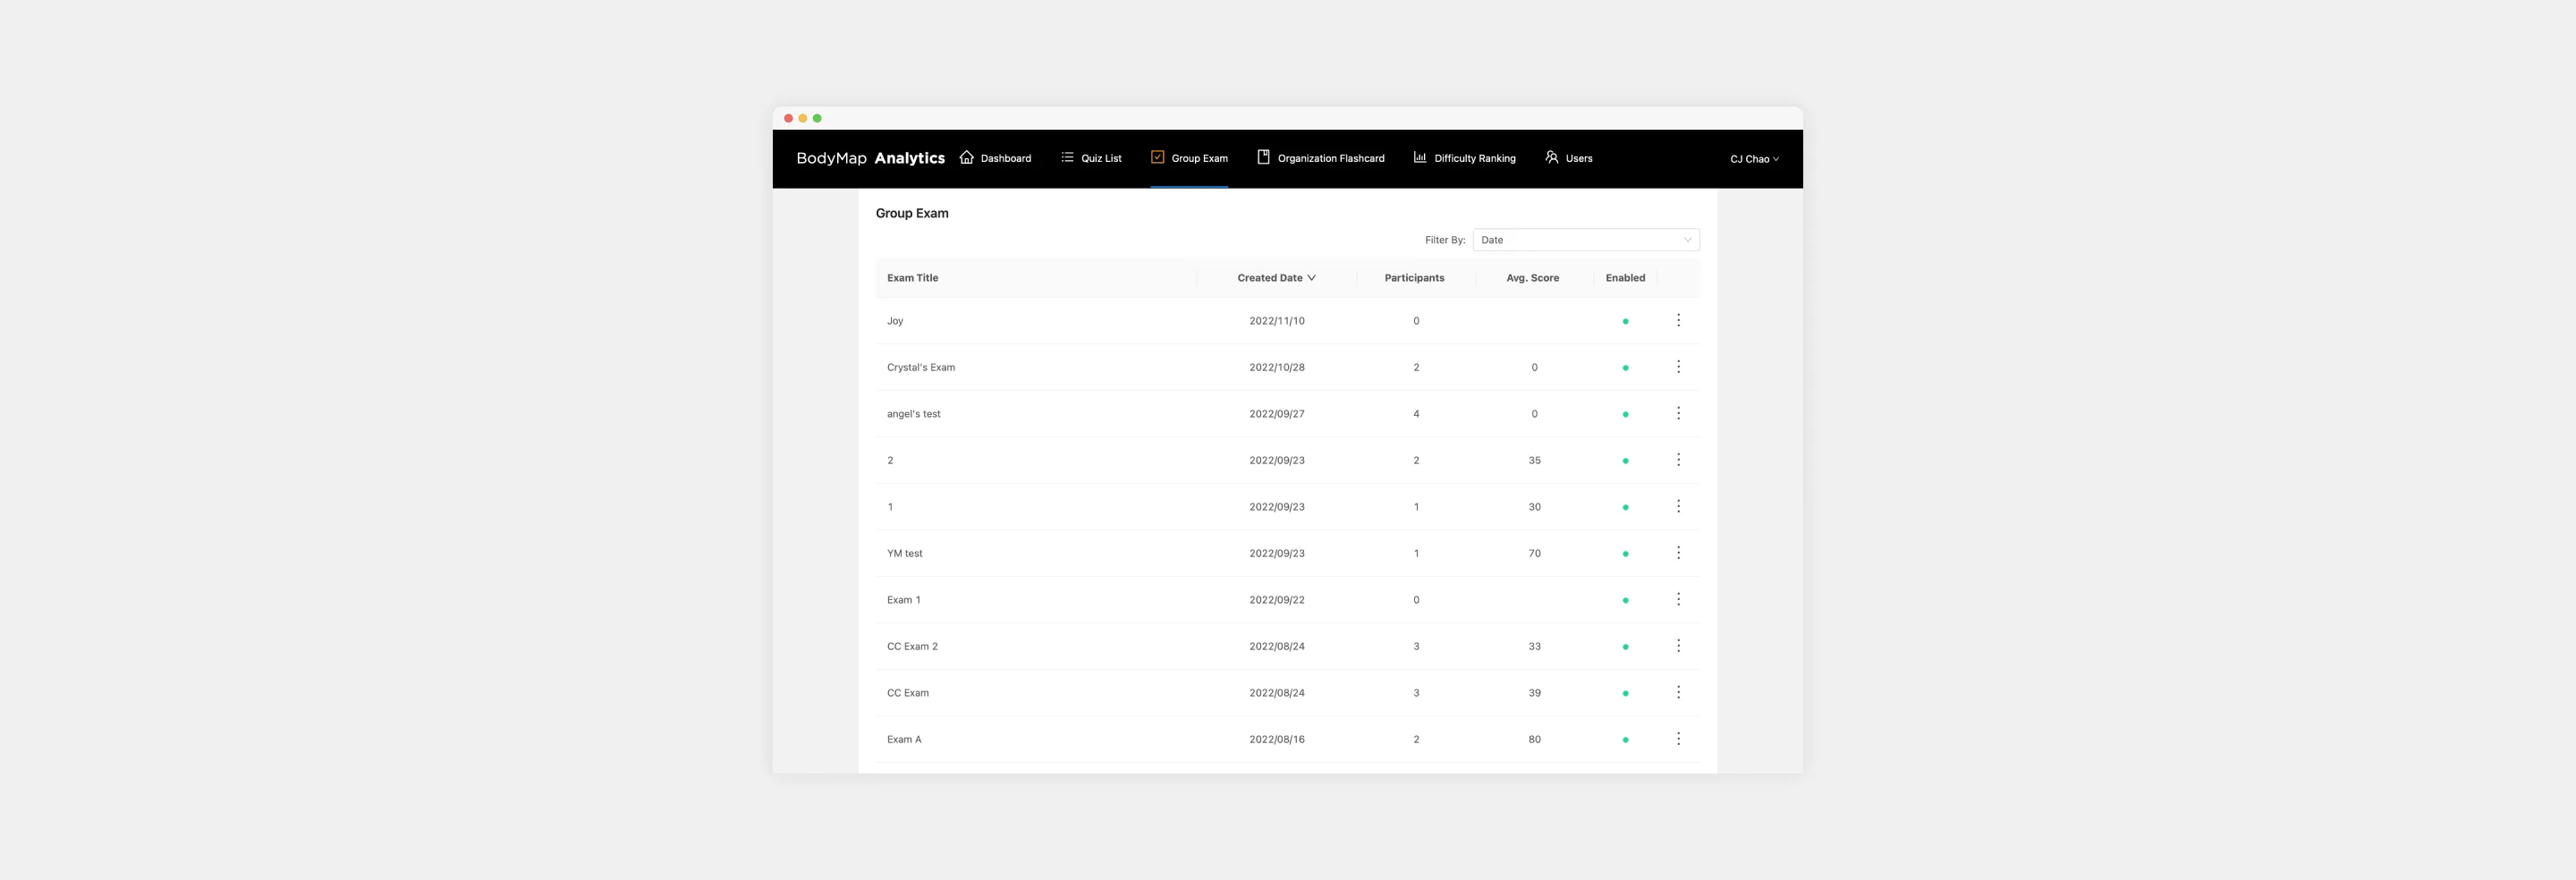 BodyMap Analytics Dashboard Quiz List Group Exam Organization Flashcard Difficulty Ranking Users CJ Chao
Group Exam
Filter By: Date
Exam Title Created Date Participants Avg. Score Enabled
Joy 2022/11/10 0
Crystal's Exam 2022/10/28 2 0
angel's test 2022/09/27 4 0
2 2022/09/23 2 35
1 2022/09/23 1 30
YM test 2022/09/23 1 70
Exam 1 2022/09/22 0
CC Exam 2 2022/08/24 3 33
CC Exam 2022/08/24 3 39
Exam A 2022/08/16 2 80